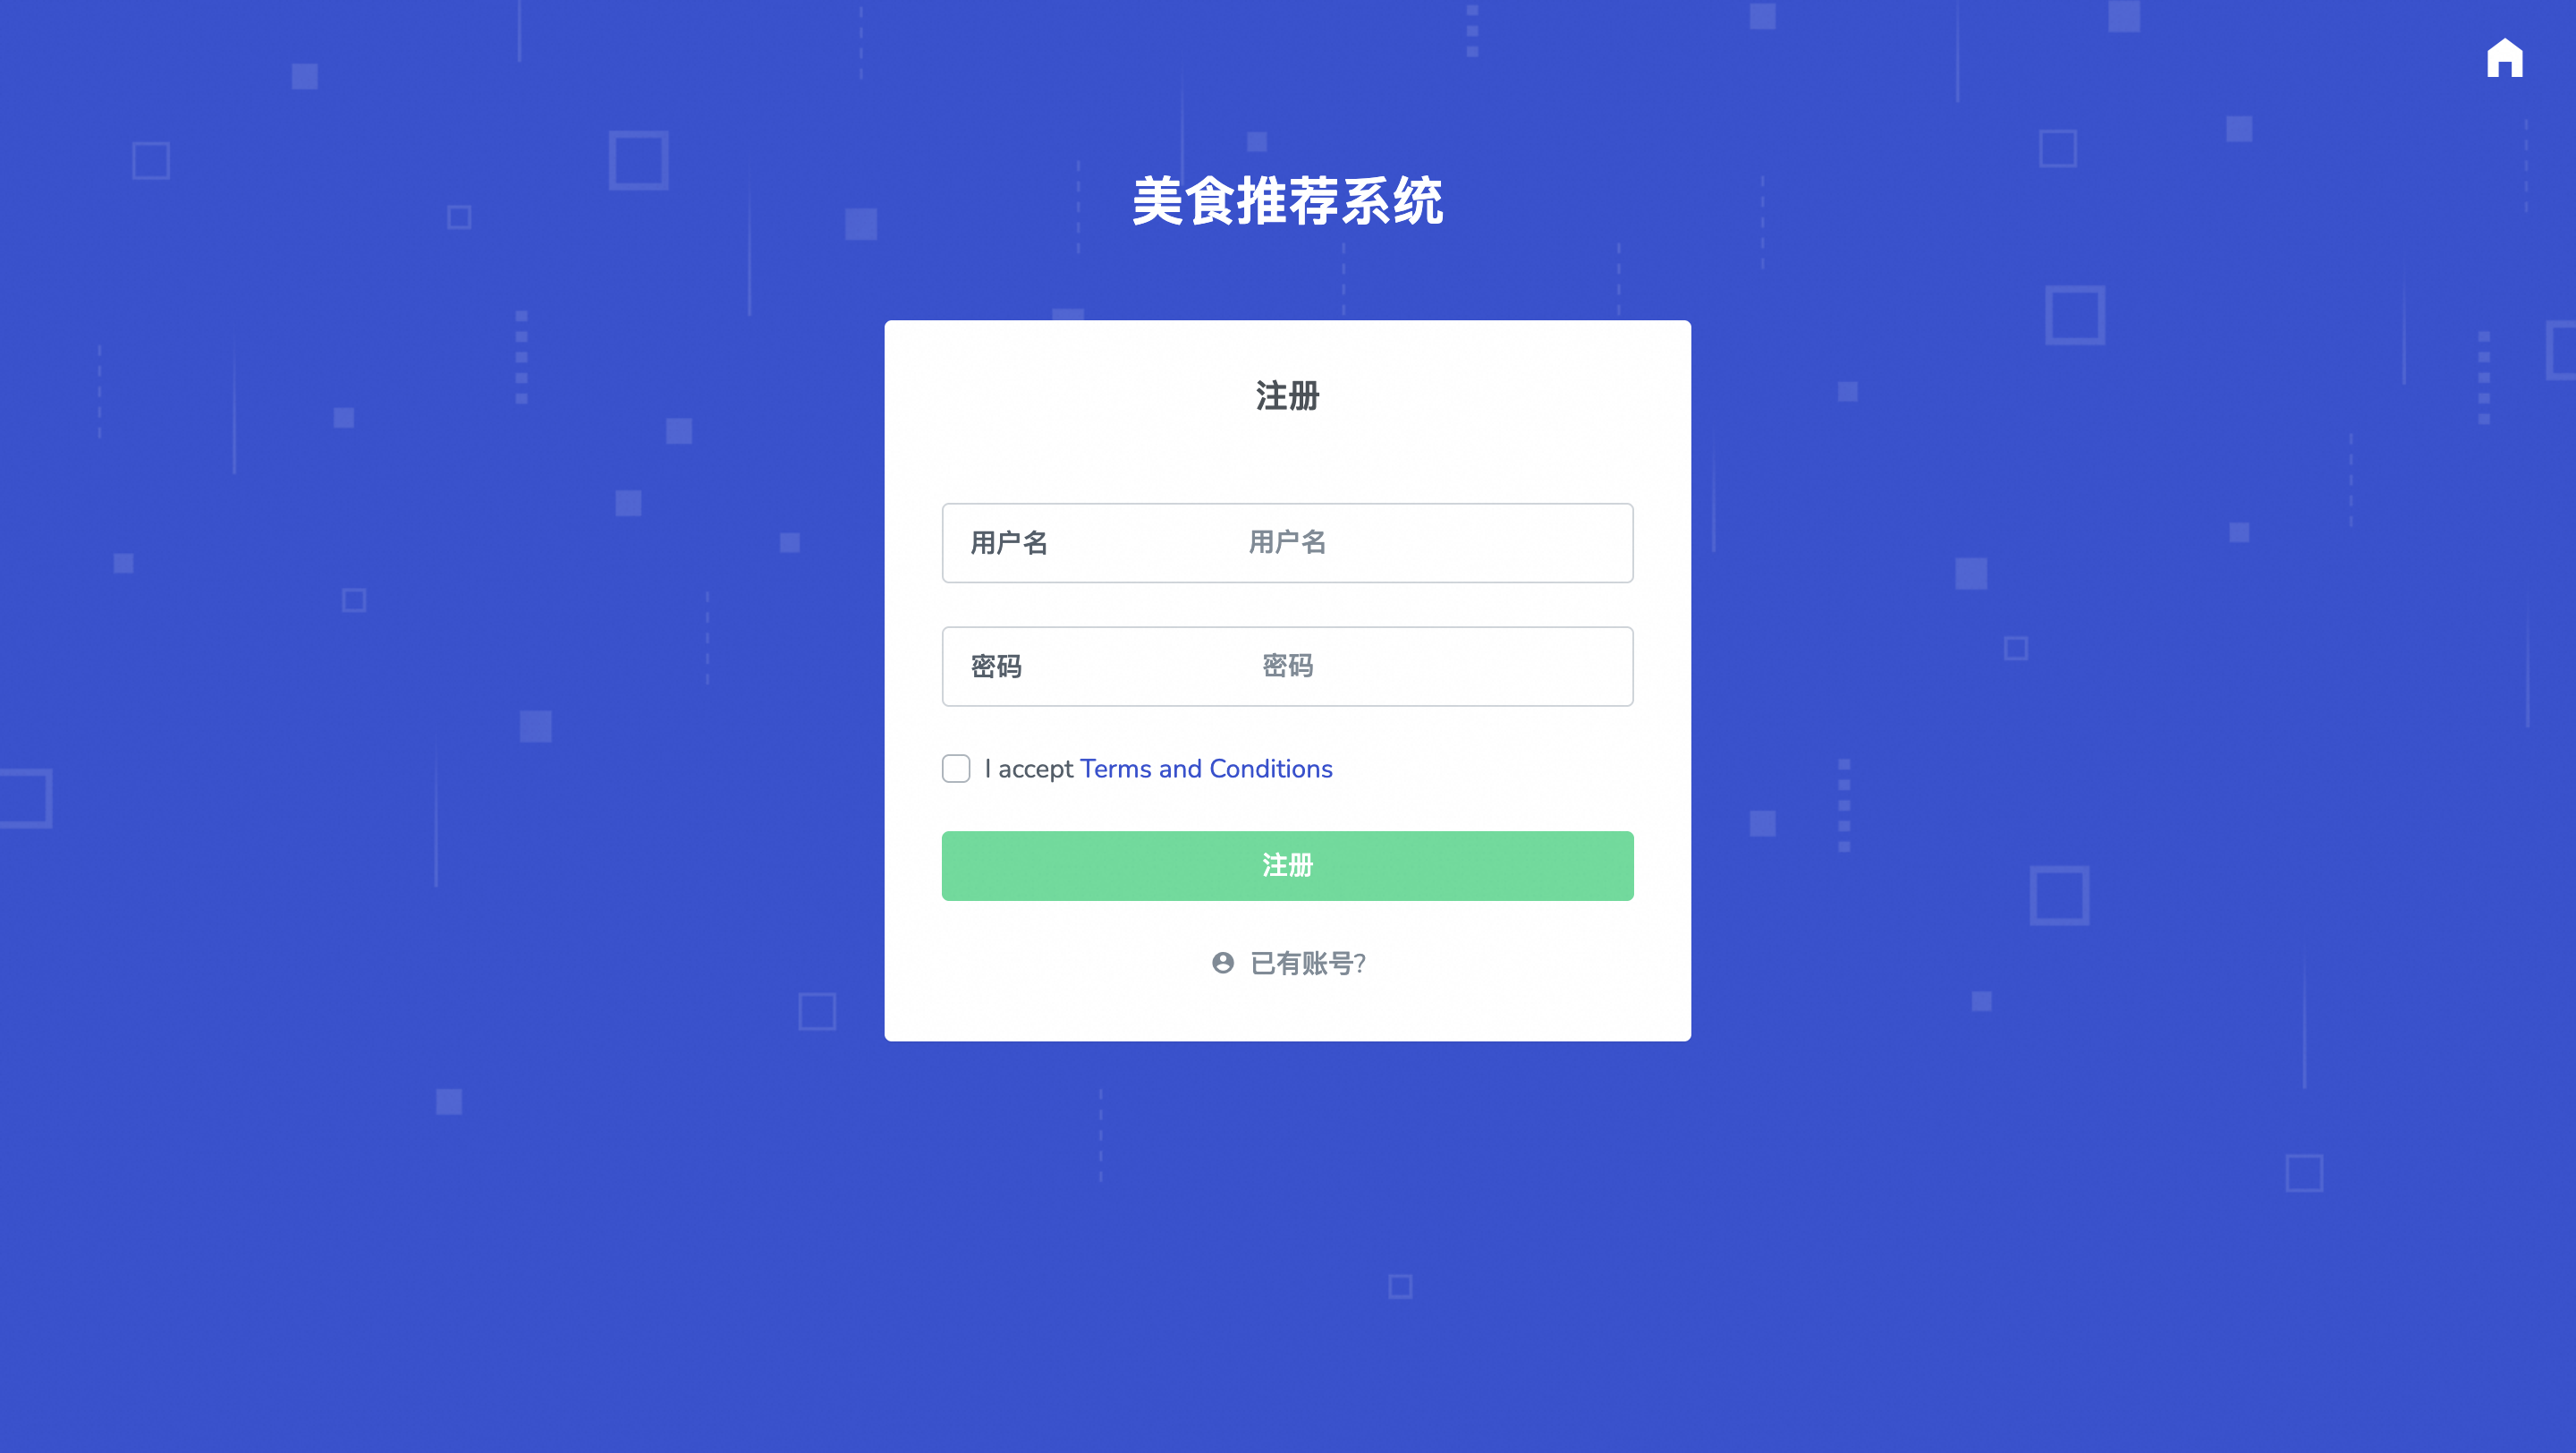 美食推荐系统
注册
用户名 用户名
密码 密码
I accept Terms and Conditions
注册
已有账号?